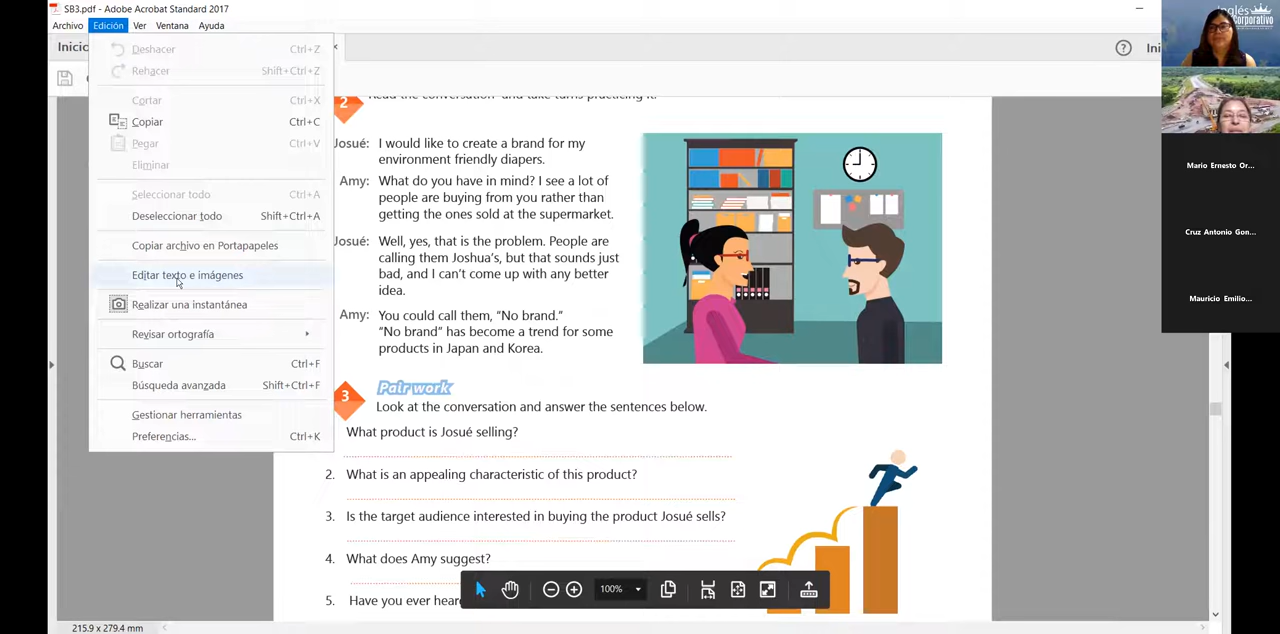 SB3.pdf - Adobe Acrobat Standard 2017
Archivo Edición Ver Ventana Ayuda
Inicio
Deshacer Ctrl+Z
Rehacer Shift+Ctrl+Z
Cortar Ctrl+X
Copiar Ctrl+C
Pegar Ctrl+V
Eliminar
Seleccionar todo Ctrl+A
Deseleccionar todo Shift+Ctrl+A
Copiar archivo en Portapapeles
Editar texto e imágenes
Realizar una instantánea
Revisar ortografía
Buscar Ctrl+F
Búsqueda avanzada Shift+Ctrl+F
Gestionar herramientas
Preferencias... Ctrl+K
2 Read the conversation and take turns practicing it.
Josué: I would like to create a brand for my
environment friendly diapers.
Amy: What do you have in mind? I see a lot of
people are buying from you rather than
getting the ones sold at the supermarket.
Josué: Well, yes, that is the problem. People are
calling them Joshua's, but that sounds just
bad, and I can't come up with any better
idea.
Amy: You could call them, "No brand."
"No brand" has become a trend for some
products in Japan and Korea.
3 Pair work
Look at the conversation and answer the sentences below.
What product is Josué selling?
2. What is an appealing characteristic of this product?
3. Is the target audience interested in buying the product Josué sells?
4. What does Amy suggest?
5. Have you ever hear
100%
215.9 x 279.4 mm
Ini
inglés
Corporativo
Mario Ernesto Or...
Cruz Antonio Gon...
Mauricio Emilio...